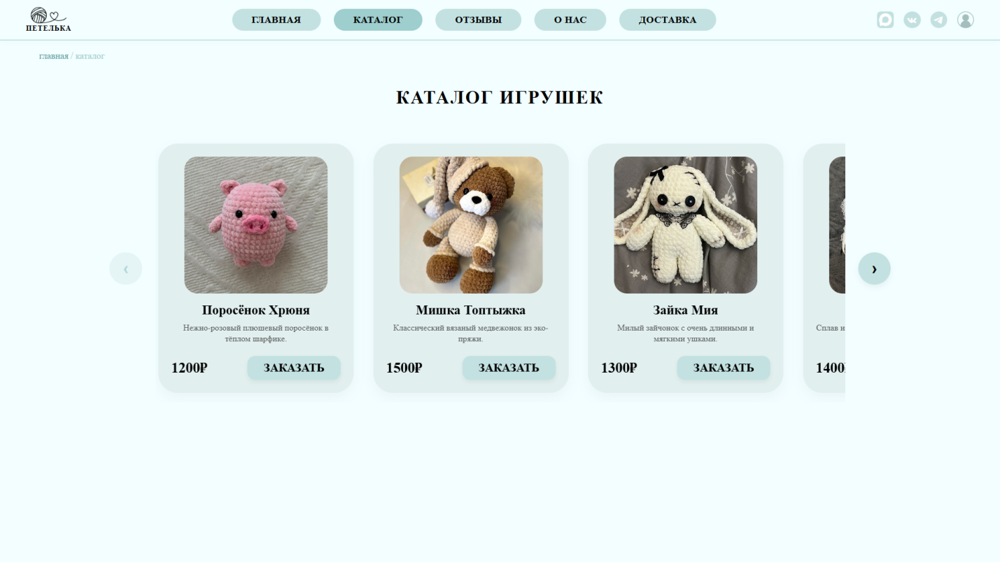 ПЕТЕЛЬКА
ГЛАВНАЯ
КАТАЛОГ
ОТЗЫВЫ
О НАС
ДОСТАВКА
главная / каталог
КАТАЛОГ ИГРУШЕК
‹
Поросёнок Хрюня
Нежно-розовый плюшевый поросёнок в
тёплом шарфике.
1200₽
ЗАКАЗАТЬ
Мишка Топтыжка
Классический вязаный медвежонок из эко-
пряжи.
1500₽
ЗАКАЗАТЬ
Зайка Мия
Милый зайчонок с очень длинными и
мягкими ушками.
1300₽
ЗАКАЗАТЬ
Сплав и
1400₽
›